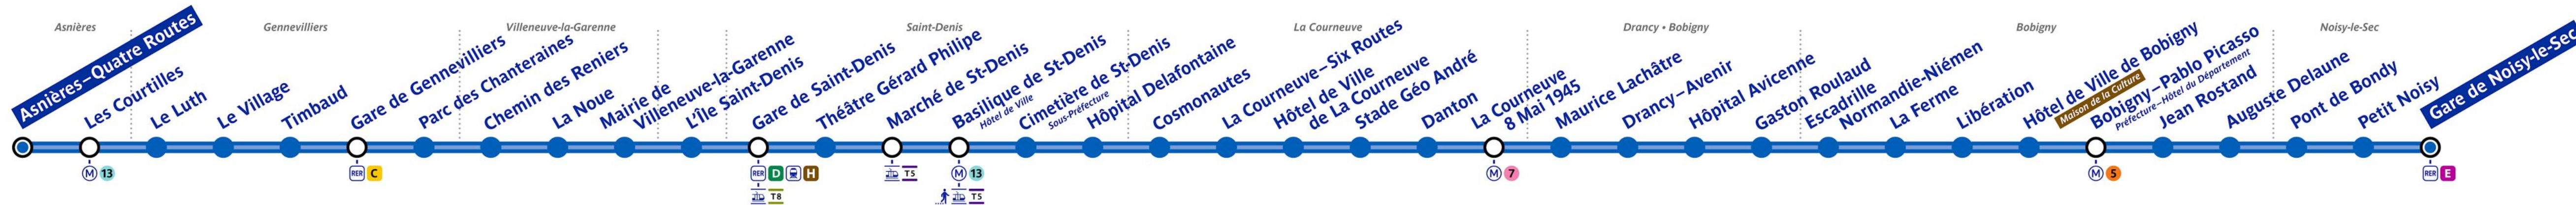 Asnières
Gennevilliers
Villeneuve-la-Garenne
Saint-Denis
La Courneuve
Drancy • Bobigny
Bobigny
Noisy-le-Sec
Asnières–Quatre Routes
Les Courtilles
Le Luth
Le Village
Timbaud
Gare de Gennevilliers
Parc des Chanteraines
Chemin des Reniers
La Noue
Mairie de
Villeneuve-la-Garenne
L'Île Saint-Denis
Gare de Saint-Denis
Théâtre Gérard Philipe
Marché de St-Denis
Basilique de St-Denis
Hôtel de Ville
Cimetière de St-Denis
Sous-Préfecture
Hôpital Delafontaine
Cosmonautes
La Courneuve–Six Routes
Hôtel de Ville
de La Courneuve
Stade Géo André
Danton
La Courneuve
8 Mai 1945
Maurice Lachâtre
Drancy–Avenir
Hôpital Avicenne
Gaston Roulaud
Escadrille
Normandie-Niémen
La Ferme
Libération
Hôtel de Ville de Bobigny
Maison de la Culture
Bobigny–Pablo Picasso
Préfecture–Hôtel du Département
Jean Rostand
Auguste Delaune
Pont de Bondy
Petit Noisy
Gare de Noisy-le-Sec
M 13
RER C
RER D H
T8
T5
M 13
T5
M 7
M 5
RER E